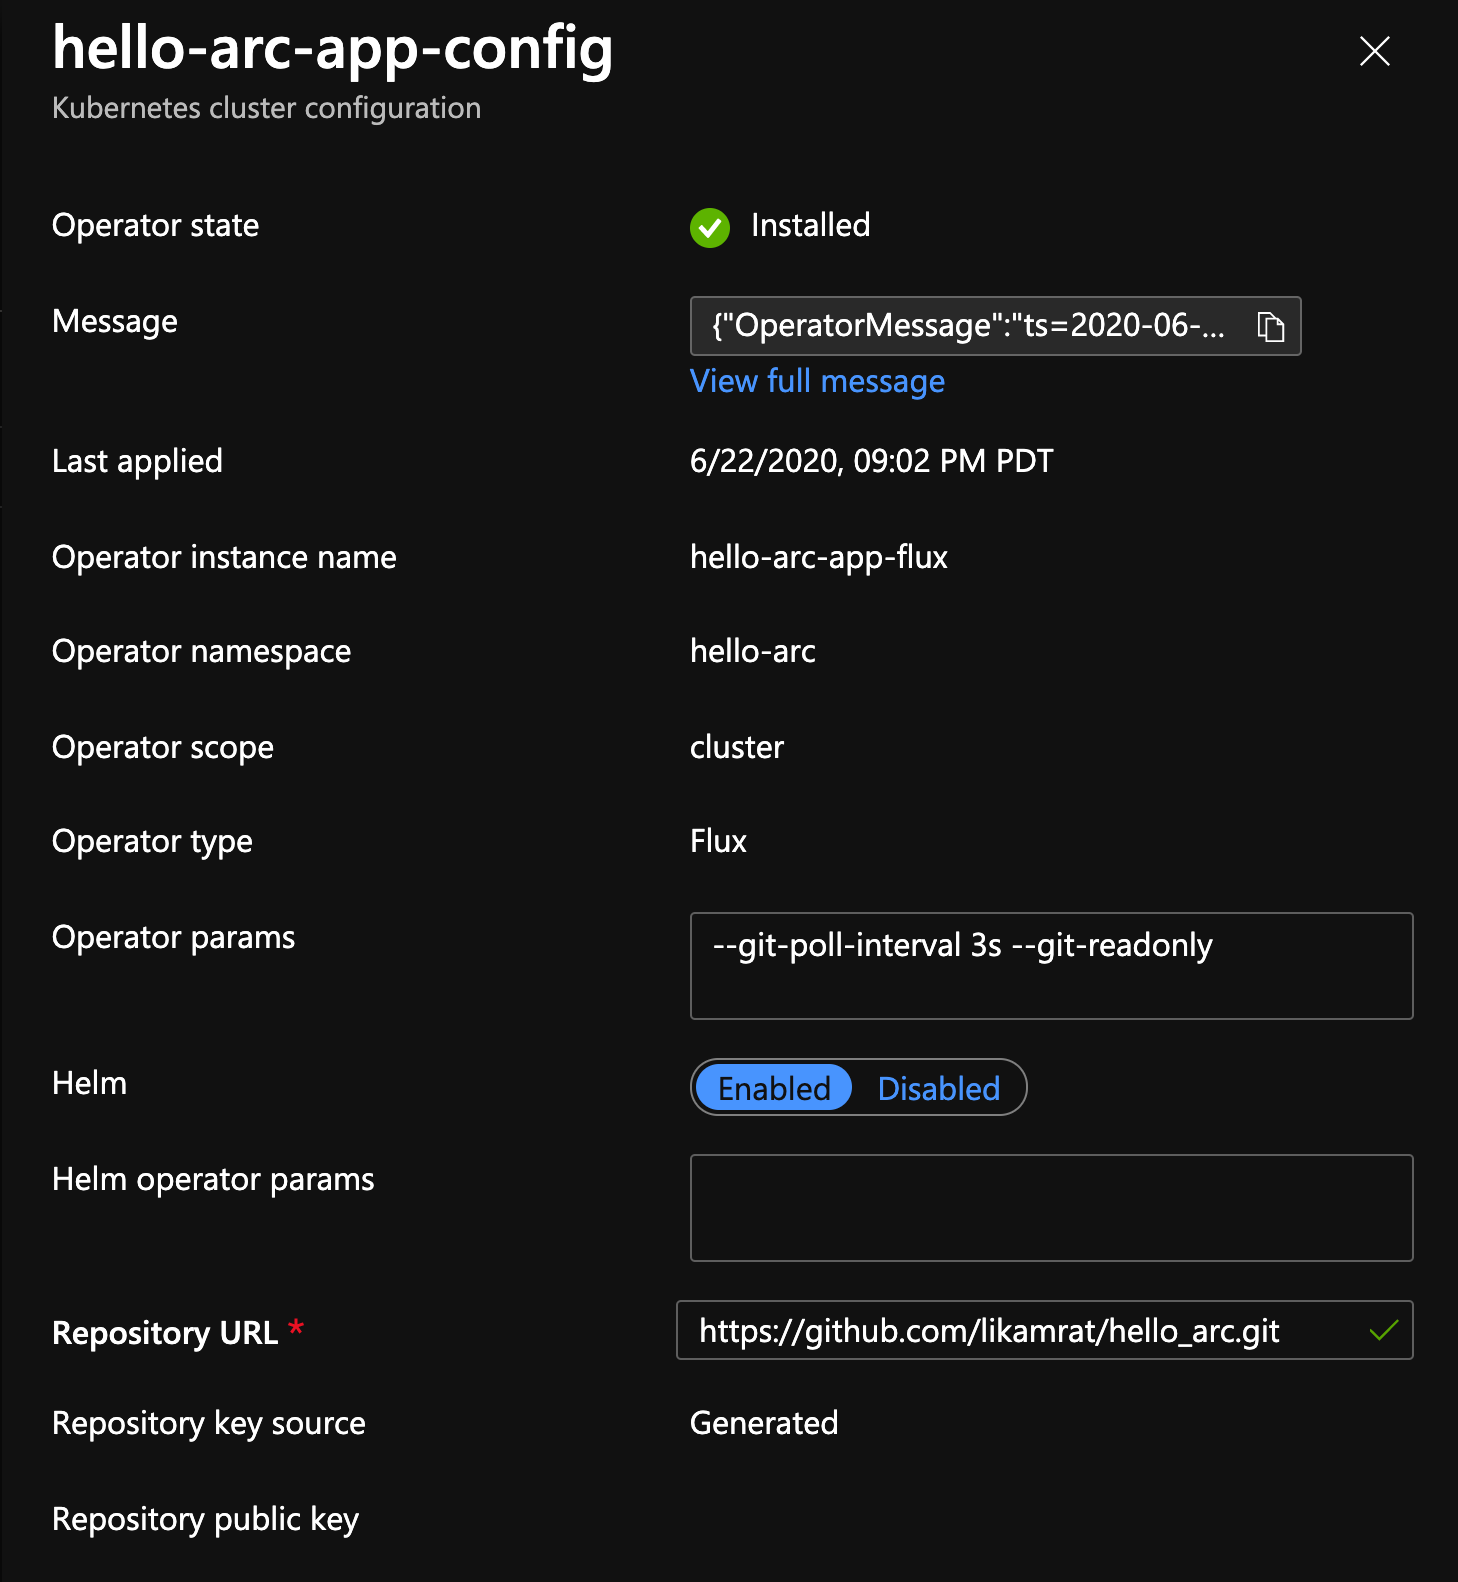 hello-arc-app-config
Kubernetes cluster configuration
Operator state Installed
Message {"OperatorMessage":"ts=2020-06-...
View full message
Last applied 6/22/2020, 09:02 PM PDT
Operator instance name hello-arc-app-flux
Operator namespace hello-arc
Operator scope cluster
Operator type Flux
Operator params --git-poll-interval 3s --git-readonly
Helm Enabled Disabled
Helm operator params
Repository URL * https://github.com/likamrat/hello_arc.git
Repository key source Generated
Repository public key